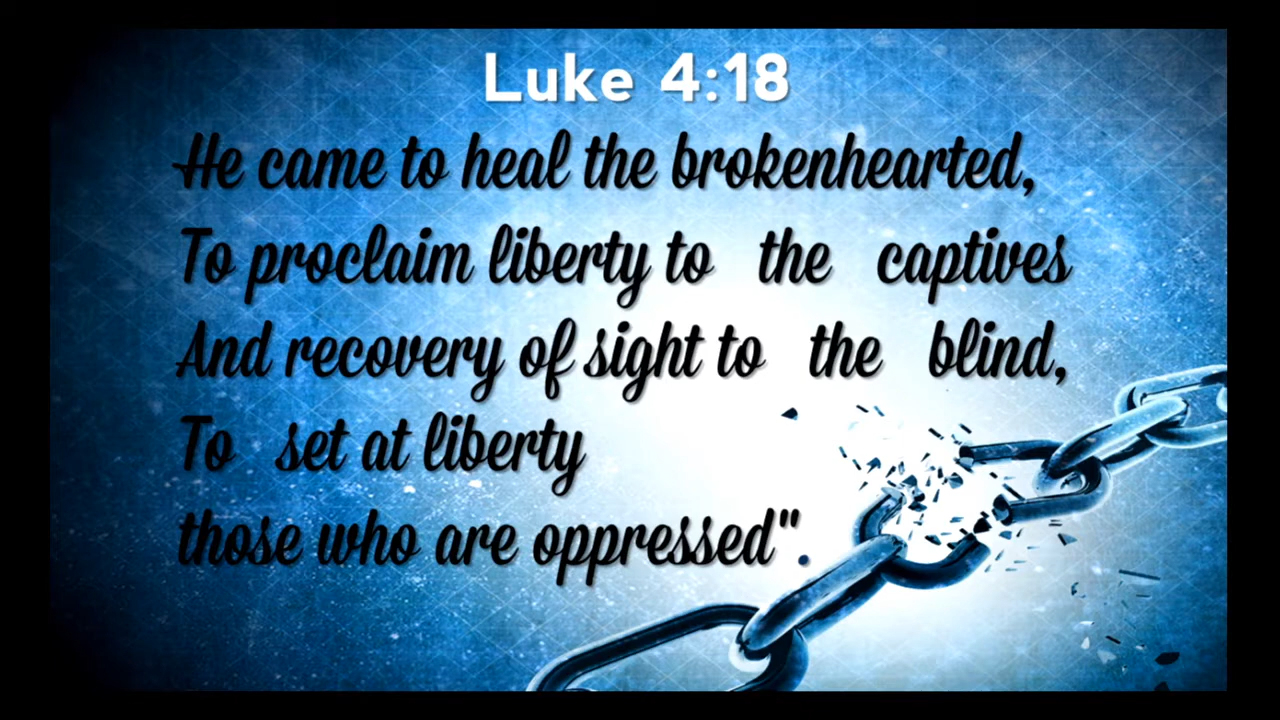 Luke 4:18
He came to heal the brokenhearted,
To proclaim liberty to the captives
And recovery of sight to the blind,
To set at liberty
those who are oppressed".